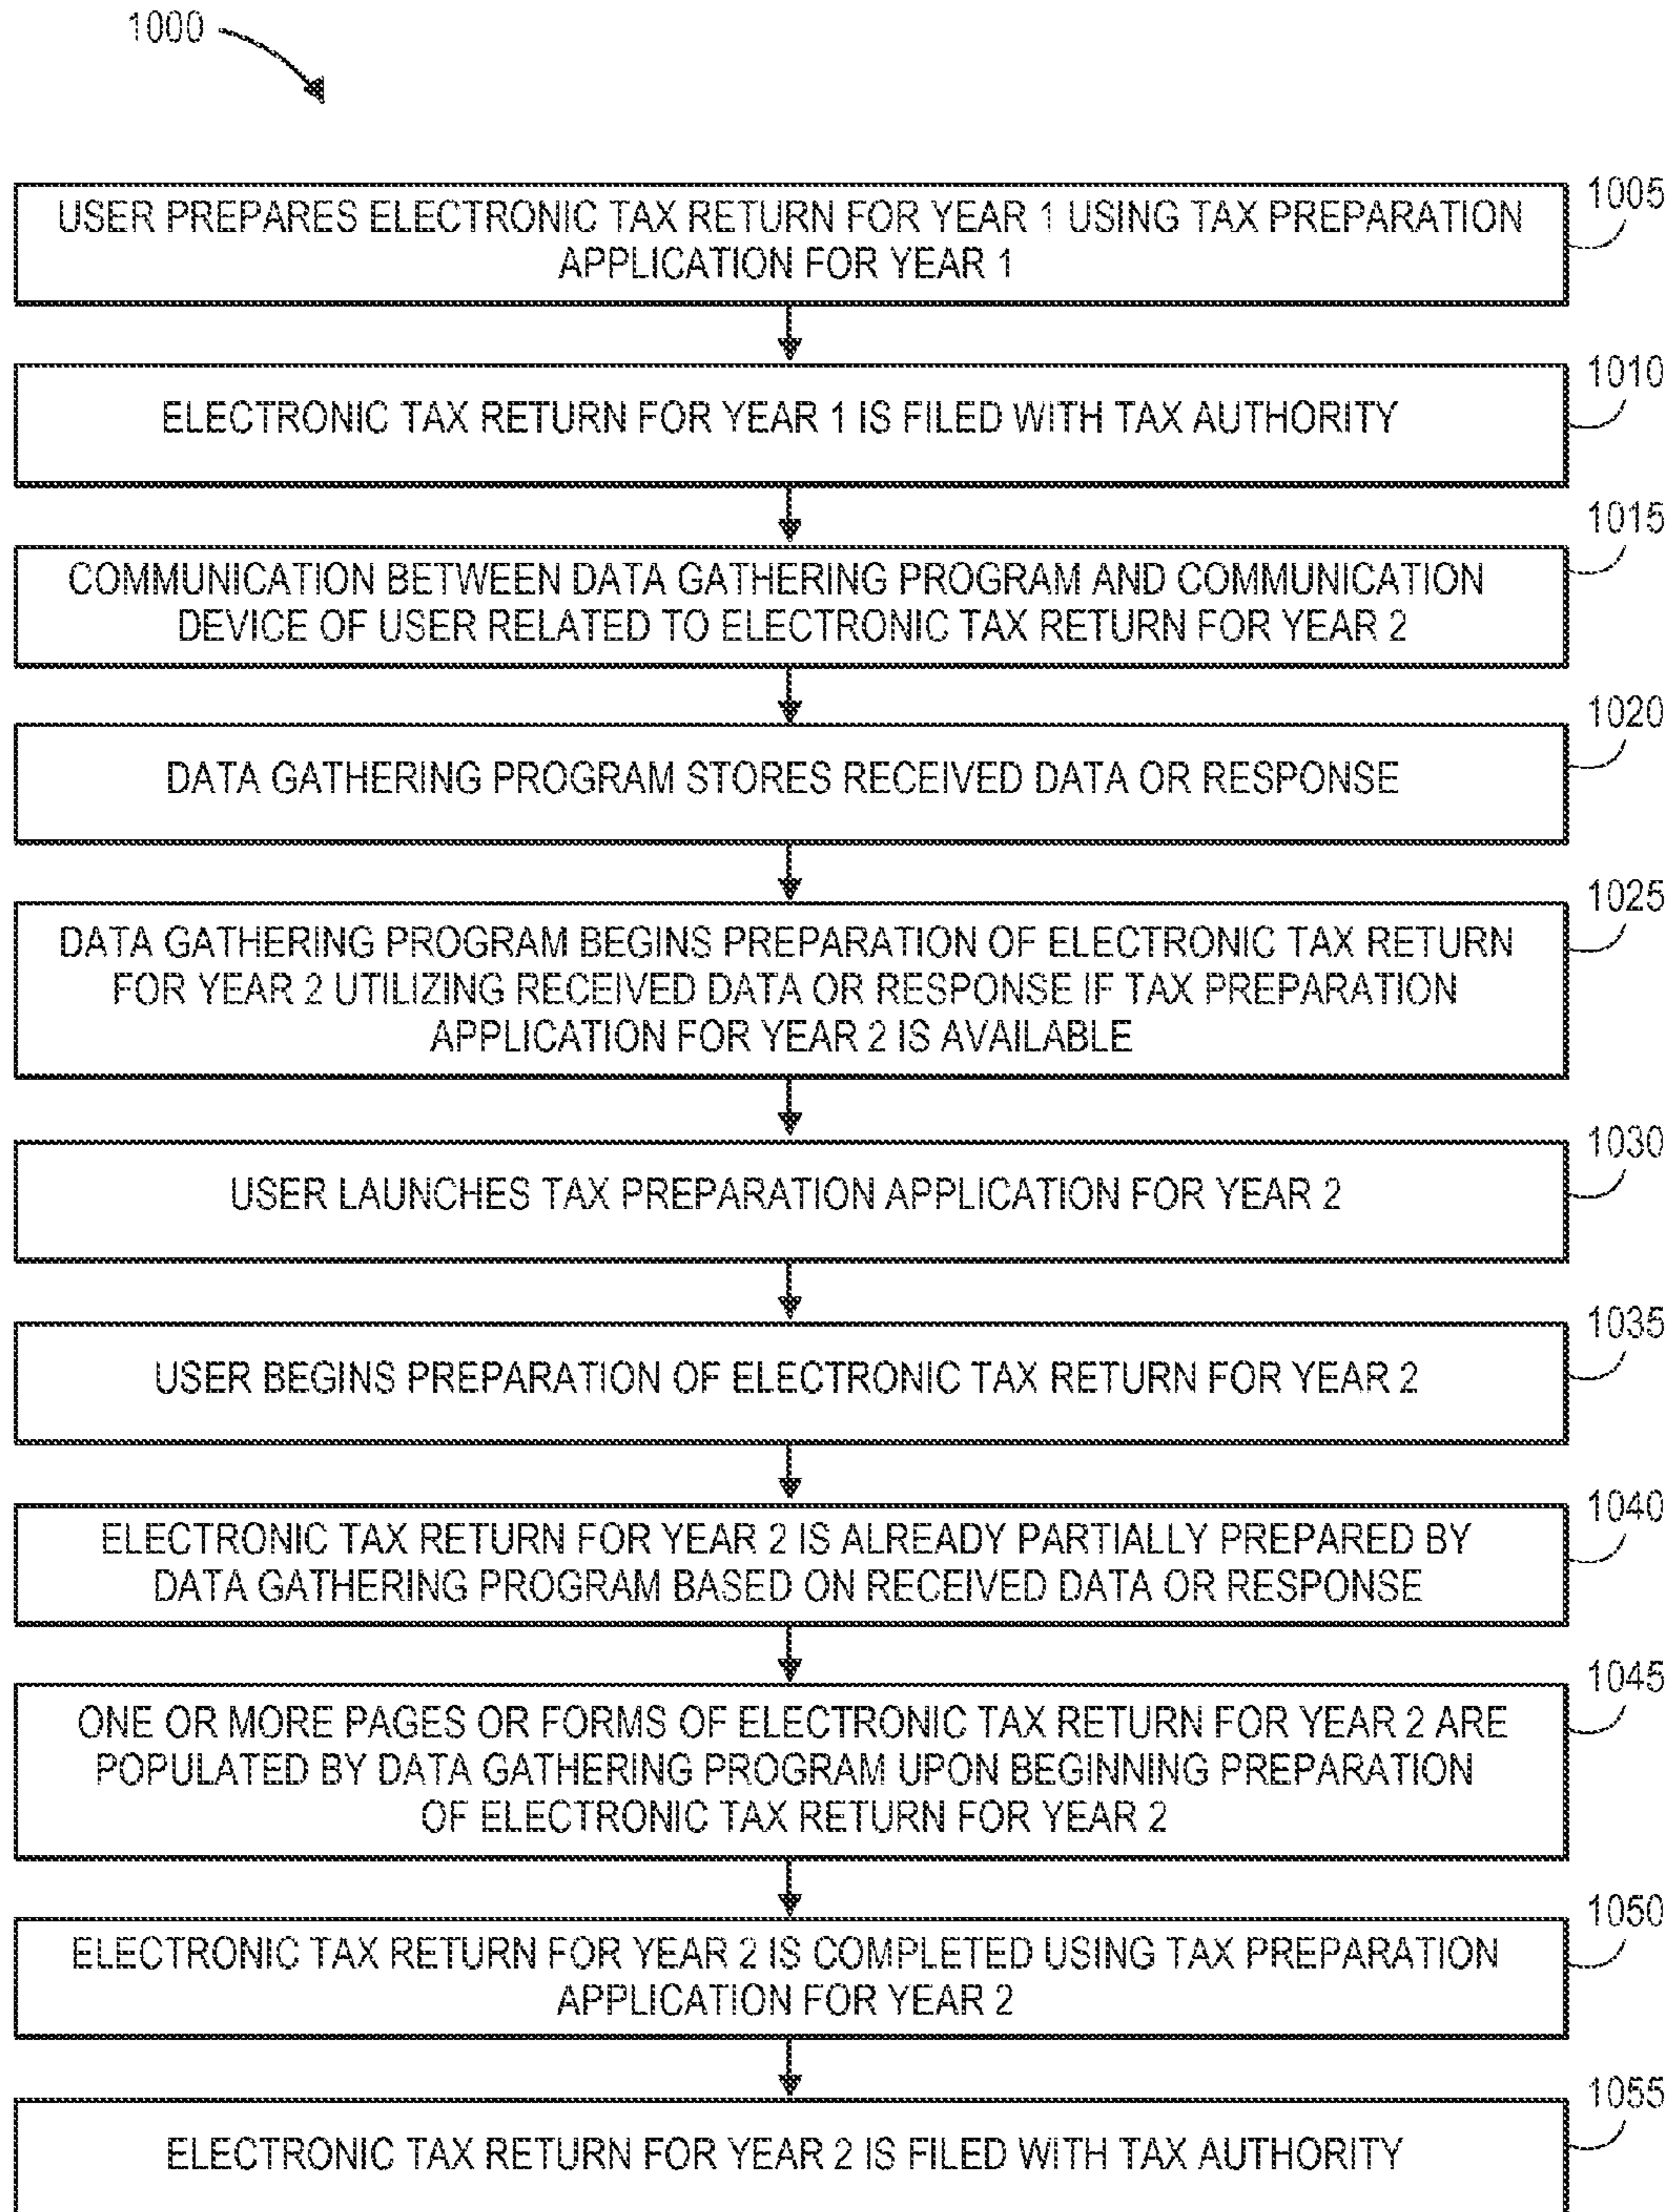 1000
USER PREPARES ELECTRONIC TAX RETURN FOR YEAR 1 USING TAX PREPARATION
APPLICATION FOR YEAR 1
1005
ELECTRONIC TAX RETURN FOR YEAR 1 IS FILED WITH TAX AUTHORITY
1010
COMMUNICATION BETWEEN DATA GATHERING PROGRAM AND COMMUNICATION
DEVICE OF USER RELATED TO ELECTRONIC TAX RETURN FOR YEAR 2
1015
DATA GATHERING PROGRAM STORES RECEIVED DATA OR RESPONSE
1020
DATA GATHERING PROGRAM BEGINS PREPARATION OF ELECTRONIC TAX RETURN
FOR YEAR 2 UTILIZING RECEIVED DATA OR RESPONSE IF TAX PREPARATION
APPLICATION FOR YEAR 2 IS AVAILABLE
1025
USER LAUNCHES TAX PREPARATION APPLICATION FOR YEAR 2
1030
USER BEGINS PREPARATION OF ELECTRONIC TAX RETURN FOR YEAR 2
1035
ELECTRONIC TAX RETURN FOR YEAR 2 IS ALREADY PARTIALLY PREPARED BY
DATA GATHERING PROGRAM BASED ON RECEIVED DATA OR RESPONSE
1040
ONE OR MORE PAGES OR FORMS OF ELECTRONIC TAX RETURN FOR YEAR 2 ARE
POPULATED BY DATA GATHERING PROGRAM UPON BEGINNING PREPARATION
OF ELECTRONIC TAX RETURN FOR YEAR 2
1045
ELECTRONIC TAX RETURN FOR YEAR 2 IS COMPLETED USING TAX PREPARATION
APPLICATION FOR YEAR 2
1050
ELECTRONIC TAX RETURN FOR YEAR 2 IS FILED WITH TAX AUTHORITY
1055